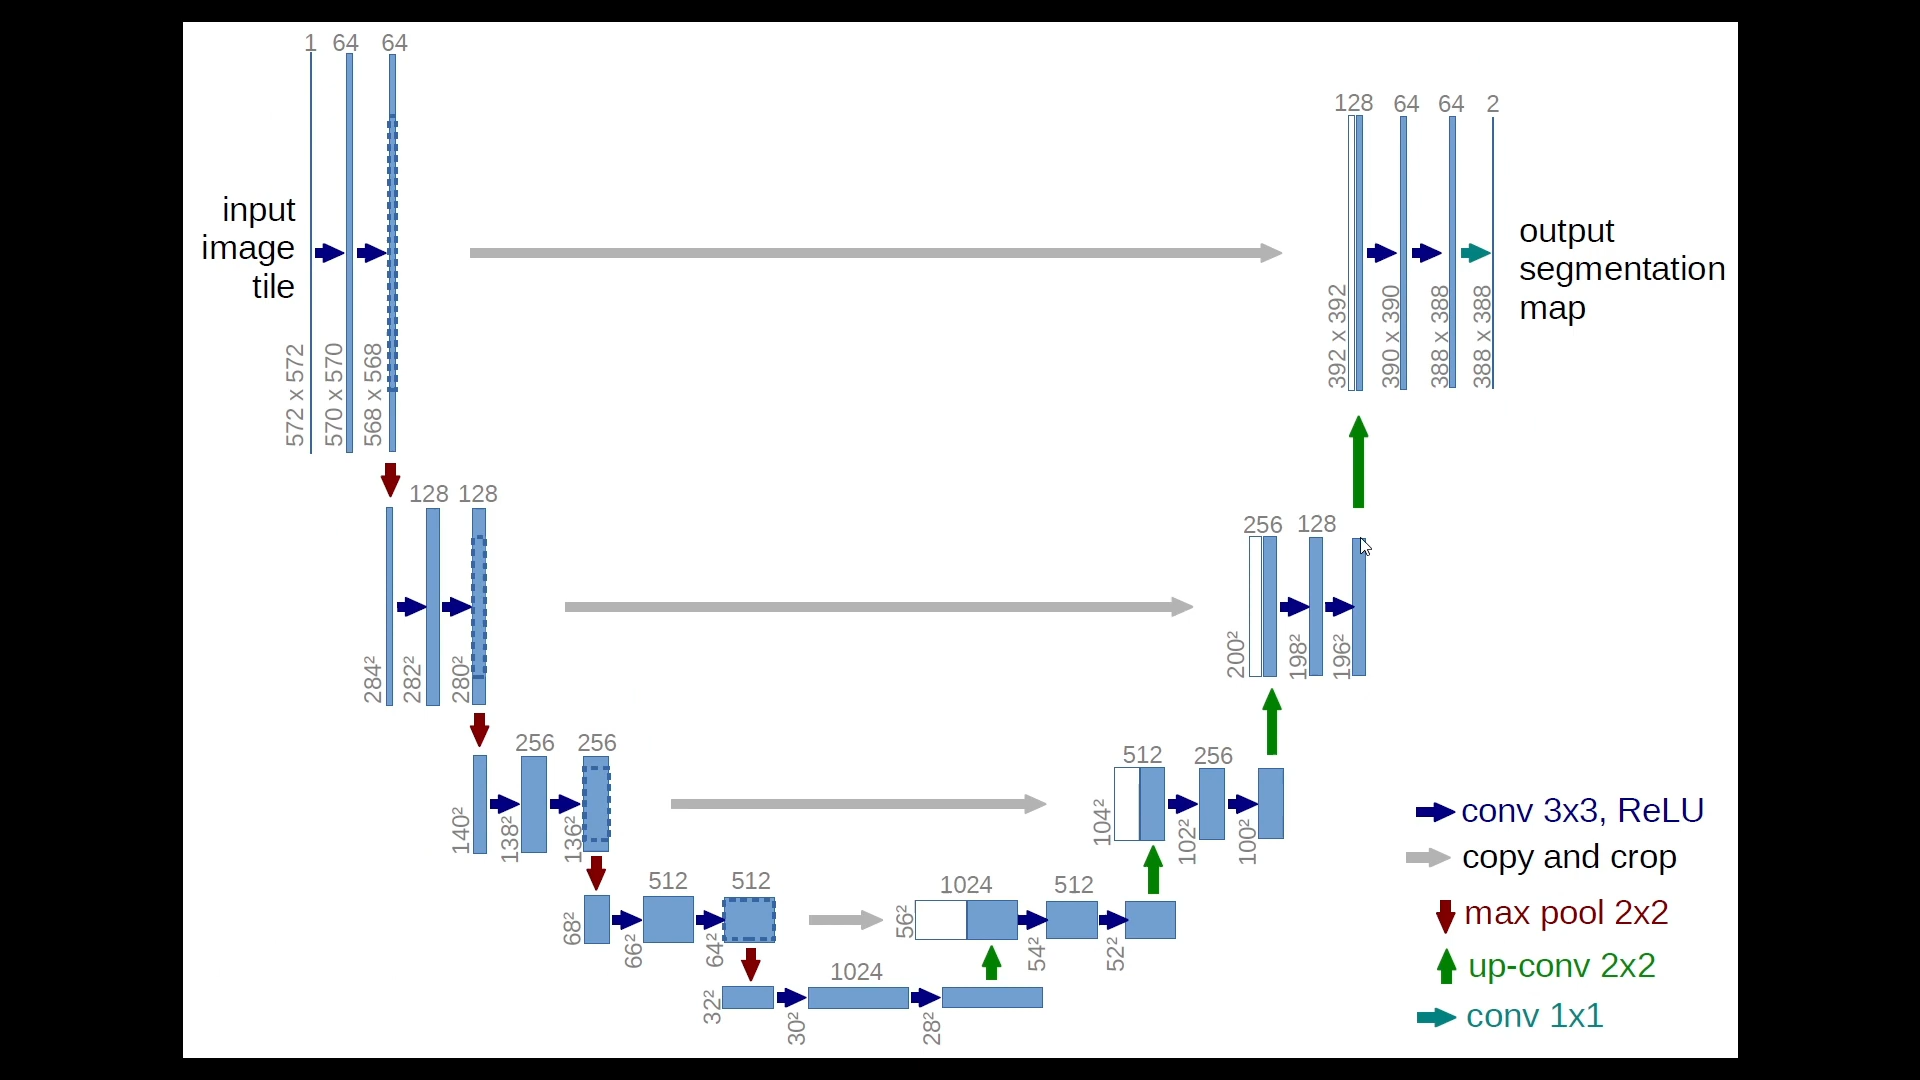 1 64 64
input
image
tile
572 x 572
570 x 570
568 x 568
128 64 64 2
output
segmentation
map
392 x 392
390 x 390
388 x 388
388 x 388
128 128
284²
282²
280²
256 128
200²
198²
196²
256 256
140²
138²
136²
512 256
104²
102²
100²
512 512
68²
66²
64²
1024 512
56²
54²
52²
1024
32²
30²
28²
conv 3x3, ReLU
copy and crop
max pool 2x2
up-conv 2x2
conv 1x1